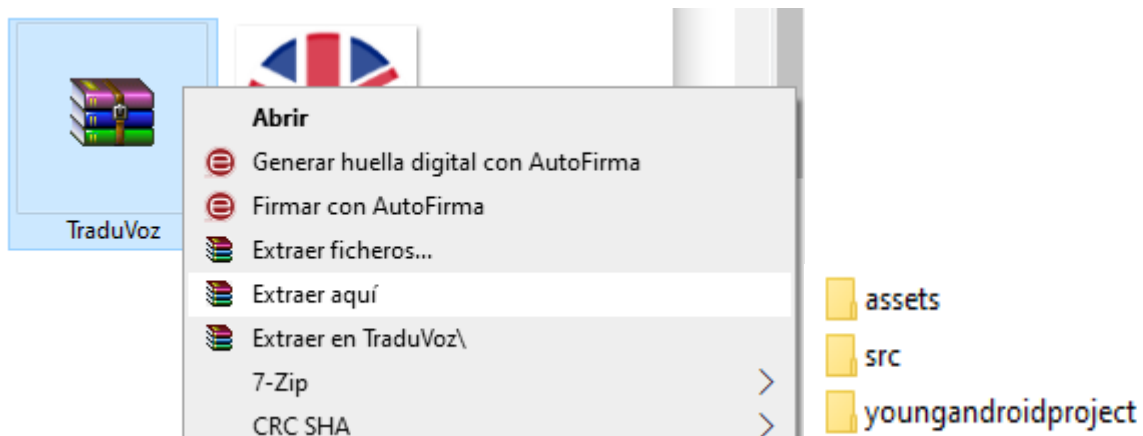 TraduVoz
Abrir
Generar huella digital con AutoFirma
Firmar con AutoFirma
Extraer ficheros...
Extraer aquí
Extraer en TraduVoz\
7-Zip
CRC SHA
assets
src
youngandroidproject